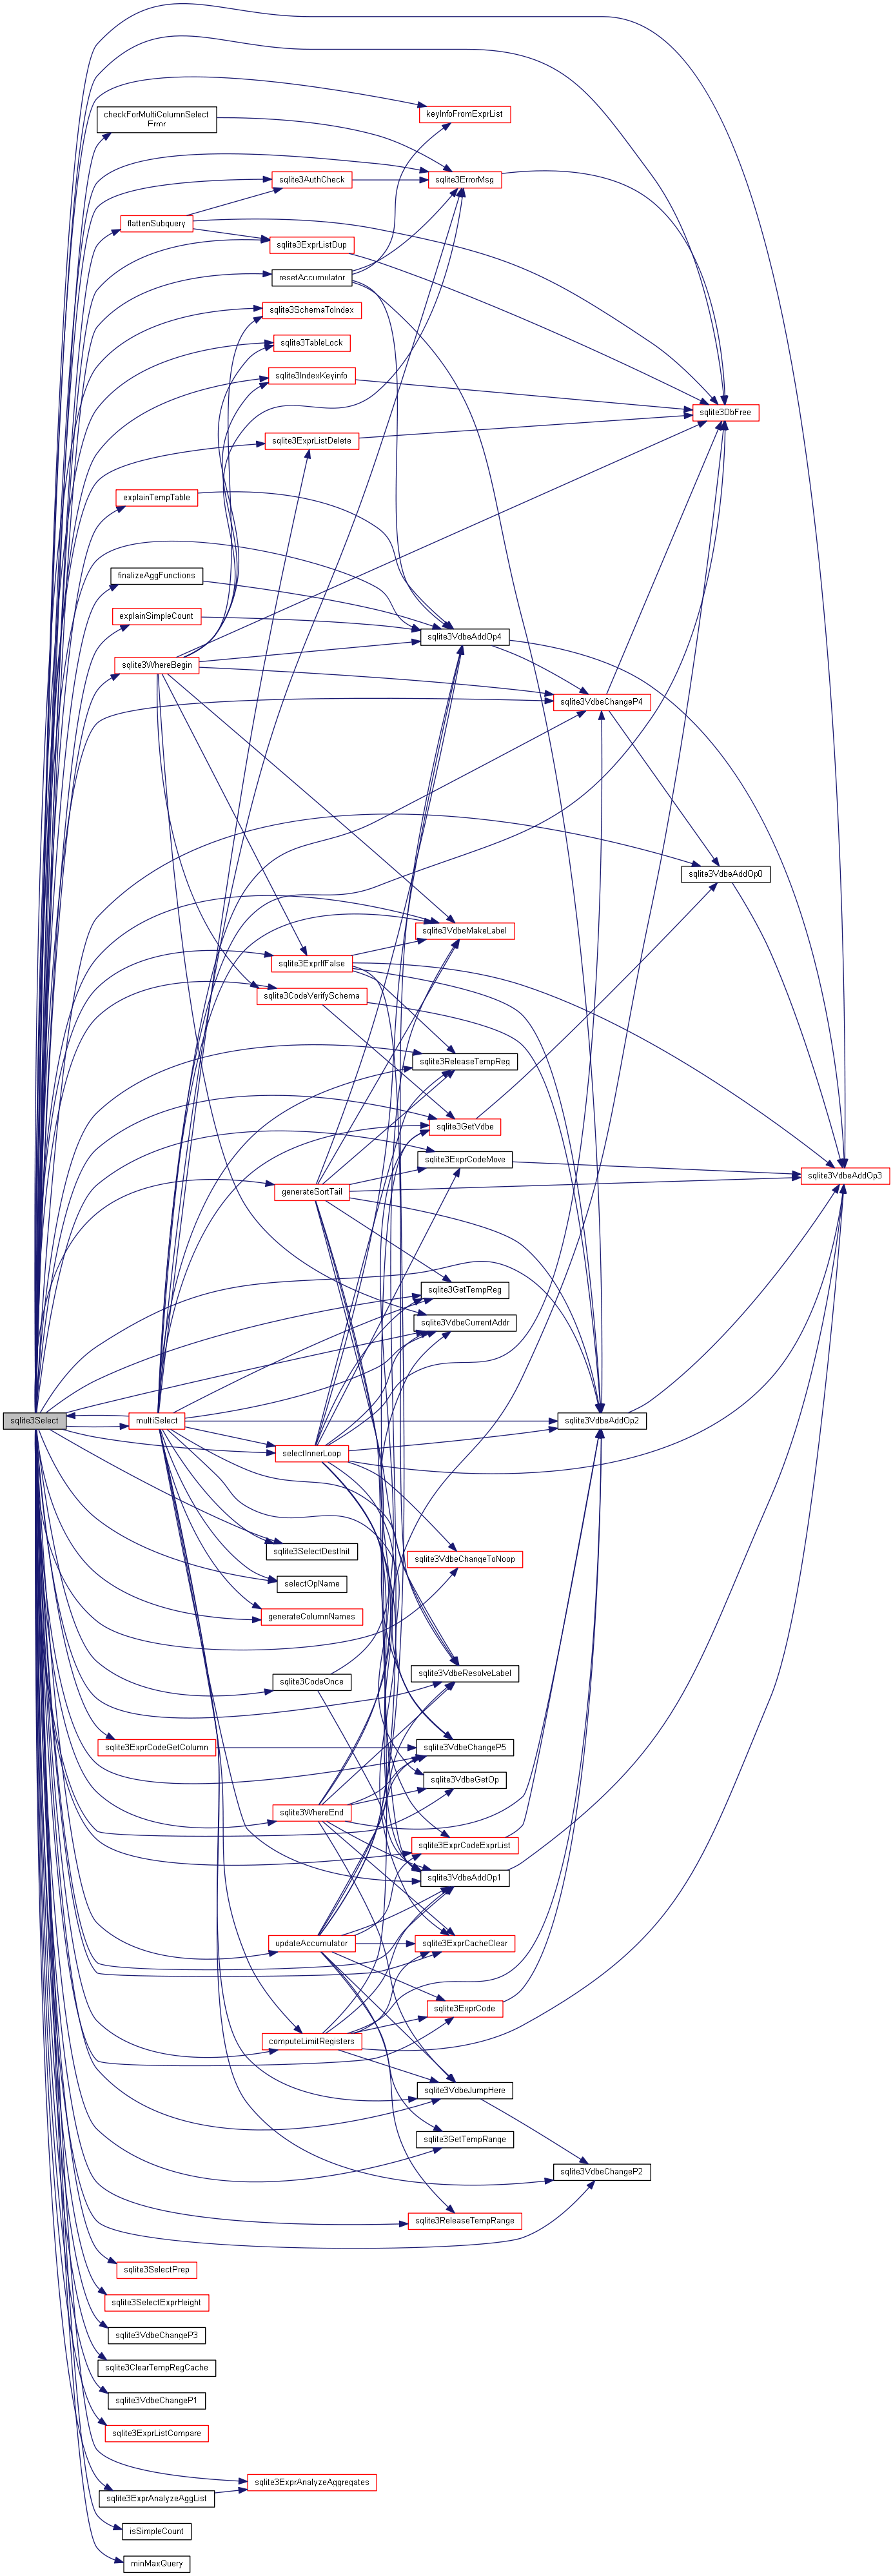 keyInfoFromExprList
checkForMultiColumnSelect
Error
sqlite3AuthCheck
sqlite3ErrorMsg
flattenSubquery
sqlite3ExprListDup
resetAccumulator
sqlite3SchemaToIndex
sqlite3TableLock
sqlite3IndexKeyinfo
sqlite3DbFree
sqlite3ExprListDelete
explainTempTable
finalizeAggFunctions
explainSimpleCount
sqlite3VdbeAddOp4
sqlite3WhereBegin
sqlite3VdbeChangeP4
sqlite3VdbeAddOp0
sqlite3VdbeMakeLabel
sqlite3ExprIfFalse
sqlite3CodeVerifySchema
sqlite3ReleaseTempReg
sqlite3GetVdbe
sqlite3ExprCodeMove
sqlite3VdbeAddOp3
generateSortTail
sqlite3GetTempReg
sqlite3VdbeCurrentAddr
sqlite3Select
multiSelect
sqlite3VdbeAddOp2
selectInnerLoop
sqlite3SelectDestInit
sqlite3VdbeChangeToNoop
selectOpName
generateColumnNames
sqlite3VdbeResolveLabel
sqlite3CodeOnce
sqlite3ExprCodeGetColumn
sqlite3VdbeChangeP5
sqlite3VdbeGetOp
sqlite3WhereEnd
sqlite3ExprCodeExprList
sqlite3VdbeAddOp1
updateAccumulator
sqlite3ExprCacheClear
sqlite3ExprCode
computeLimitRegisters
sqlite3VdbeJumpHere
sqlite3GetTempRange
sqlite3VdbeChangeP2
sqlite3ReleaseTempRange
sqlite3SelectPrep
sqlite3SelectExprHeight
sqlite3VdbeChangeP3
sqlite3ClearTempRegCache
sqlite3VdbeChangeP1
sqlite3ExprListCompare
sqlite3ExprAnalyzeAggregates
sqlite3ExprAnalyzeAggList
isSimpleCount
minMaxQuery